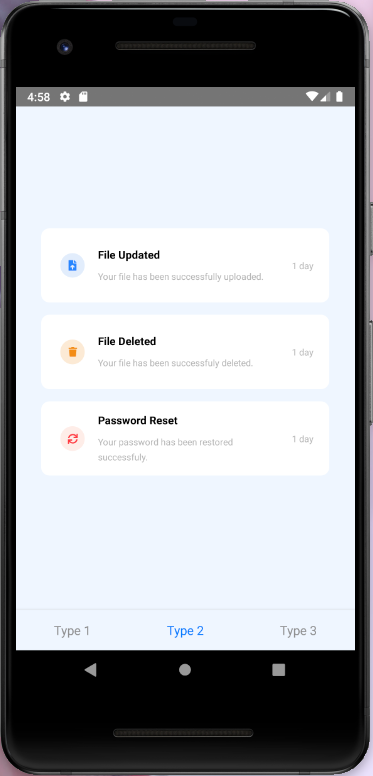 4:58
File Updated
Your file has been successfully uploaded.
1 day
File Deleted
Your file has been successfuly deleted.
1 day
Password Reset
Your password has been restored
successfuly.
1 day
Type 1 Type 2 Type 3